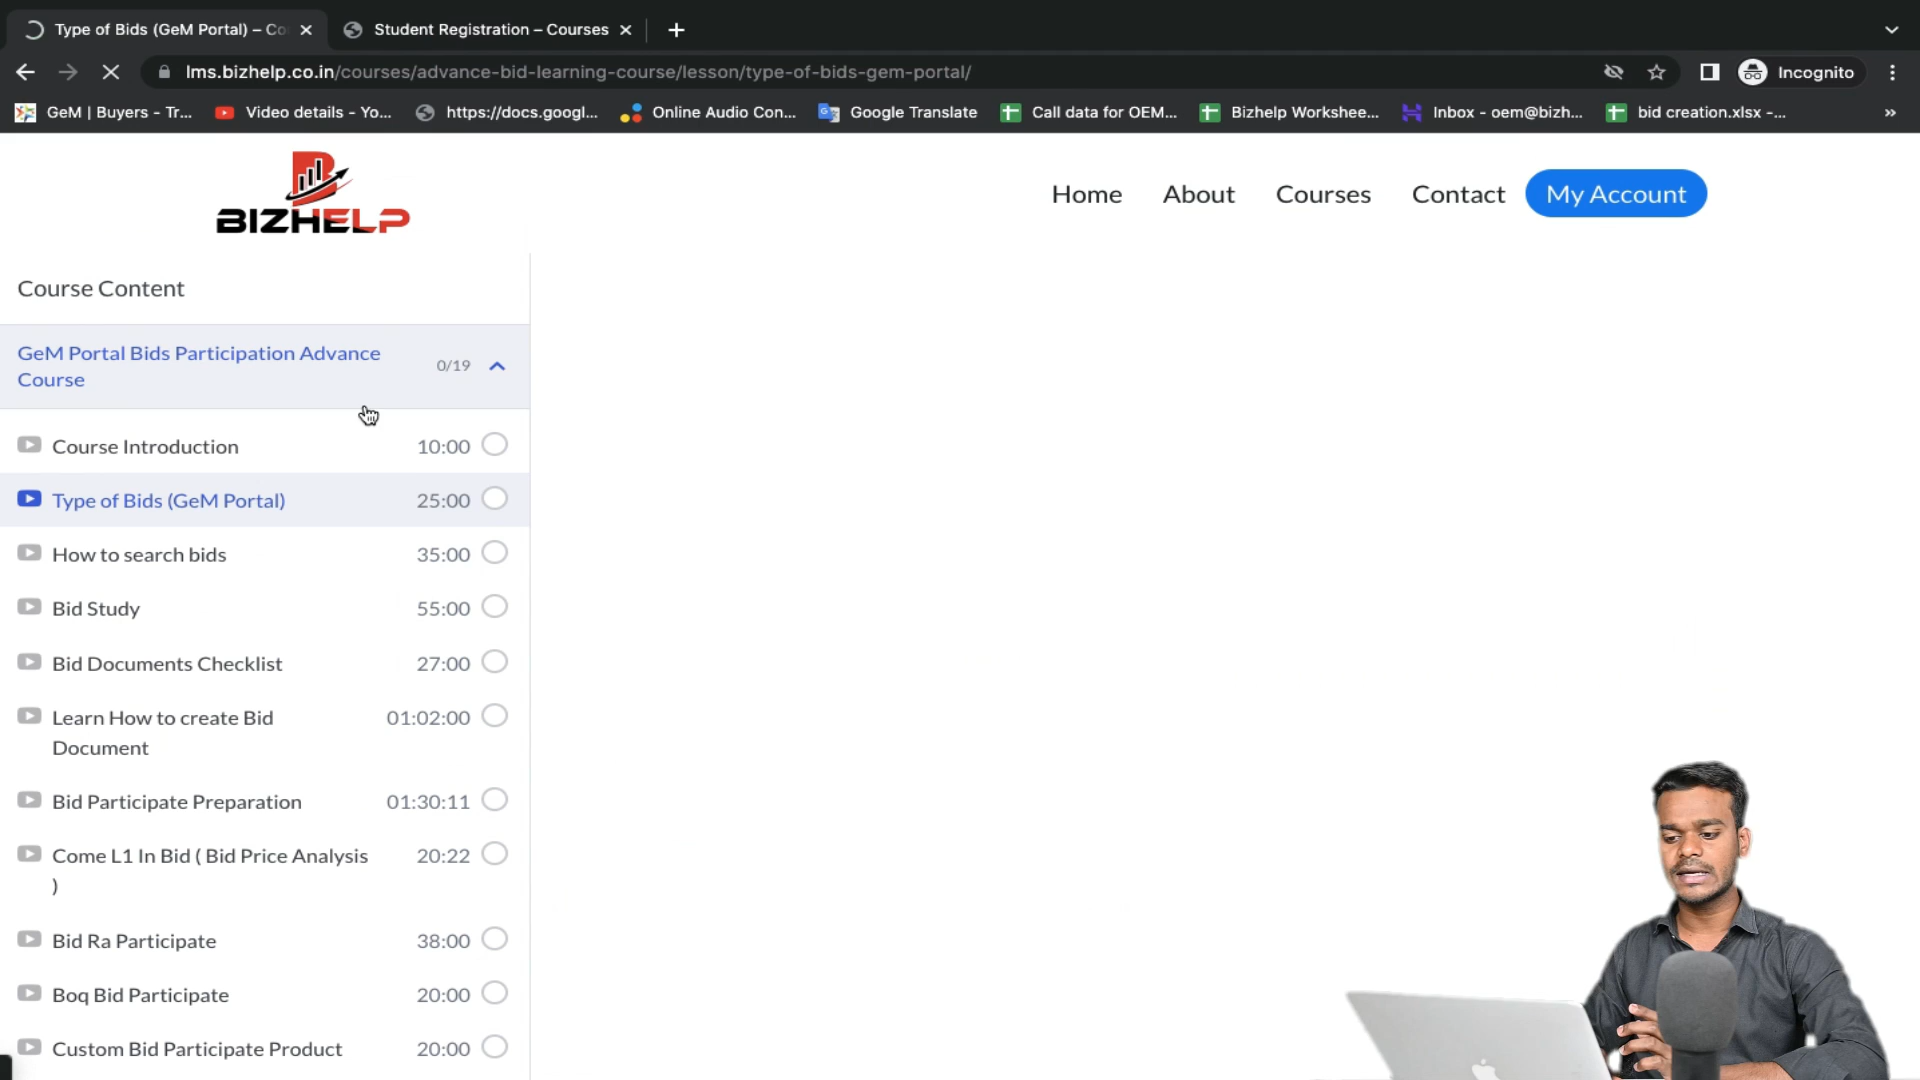 Type of Bids (GeM Portal) – Co
Student Registration – Courses
lms.bizhelp.co.in/courses/advance-bid-learning-course/lesson/type-of-bids-gem-portal/
Incognito
GeM | Buyers - Tr...
Video details - Yo...
https://docs.googl...
Online Audio Con...
Google Translate
Call data for OEM...
Bizhelp Workshee...
Inbox - oem@bizh...
bid creation.xlsx -...
BIZHELP
Home
About
Courses
Contact
My Account
Course Content
GeM Portal Bids Participation Advance
Course
0/19
Course Introduction 10:00
Type of Bids (GeM Portal) 25:00
How to search bids 35:00
Bid Study 55:00
Bid Documents Checklist 27:00
Learn How to create Bid 01:02:00
Document
Bid Participate Preparation 01:30:11
Come L1 In Bid ( Bid Price Analysis 20:22
)
Bid Ra Participate 38:00
Boq Bid Participate 20:00
Custom Bid Participate Product 20:00